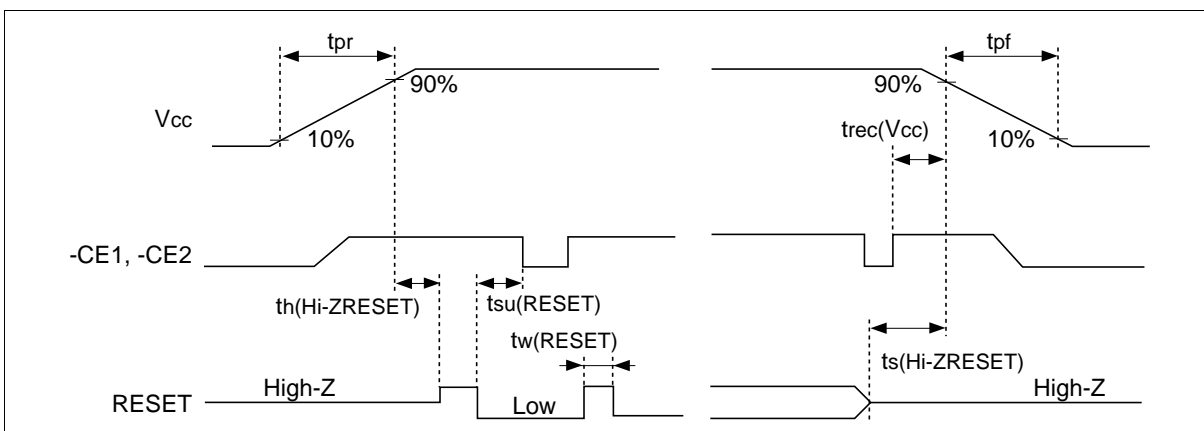 tpr
tpf
90%
90%
Vcc
trec(Vcc)
10%
10%
-CE1, -CE2
th(Hi-ZRESET)
tsu(RESET)
tw(RESET)
ts(Hi-ZRESET)
High-Z
High-Z
RESET
Low